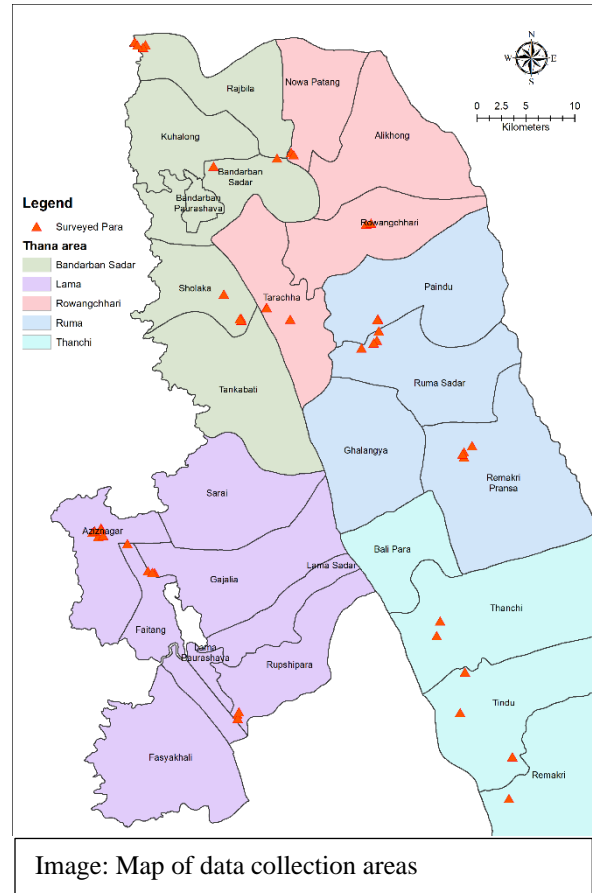 N
W E
S
0 2.5 5 10
Kilometers
Nowa Patang
Rajbila
Alikhong
Kuhalong
Bandarban
Sadar
Bandarban
Paurashava
Legend
Surveyed Para
Thana area
Bandarban Sadar
Lama
Rowangchhari
Ruma
Thanchi
Rowangchhari
Paindu
Sholaka
Tarachha
Tankabati
Ruma Sadar
Ghalangya
Remakri
Pransa
Sarai
Aziznagar
Bali Para
Lama Sadar
Gajalia
Thanchi
Faitang
Lama
Paurashava
Rupshipara
Tindu
Fasyakhali
Remakri
Image: Map of data collection areas